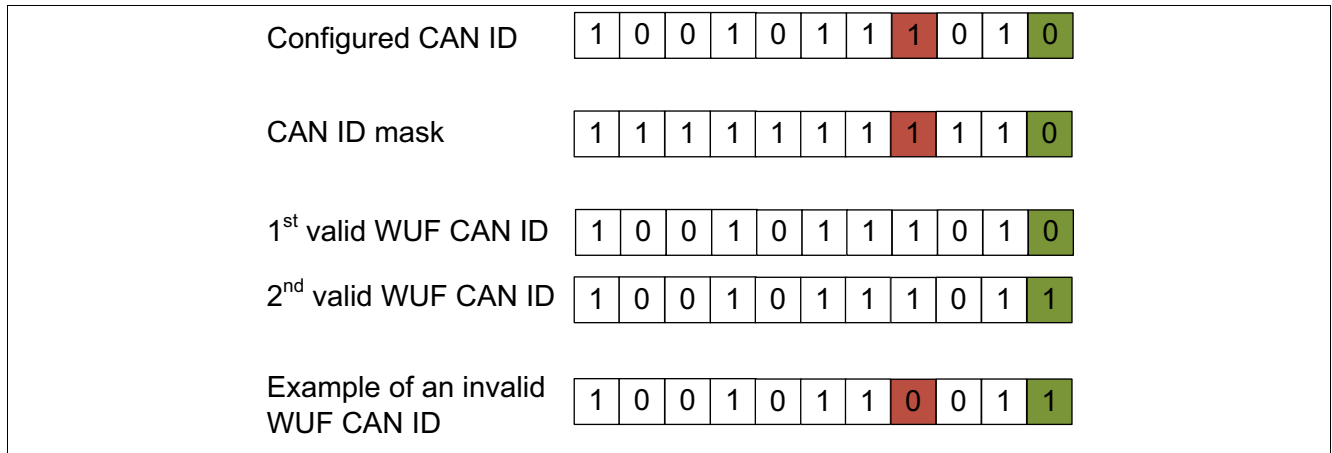 Configured CAN ID 1 0 0 1 0 1 1 1 0 1 0
CAN ID mask 1 1 1 1 1 1 1 1 1 1 0
1st valid WUF CAN ID 1 0 0 1 0 1 1 1 0 1 0
2nd valid WUF CAN ID 1 0 0 1 0 1 1 1 0 1 1
Example of an invalid
WUF CAN ID 1 0 0 1 0 1 1 0 0 1 1